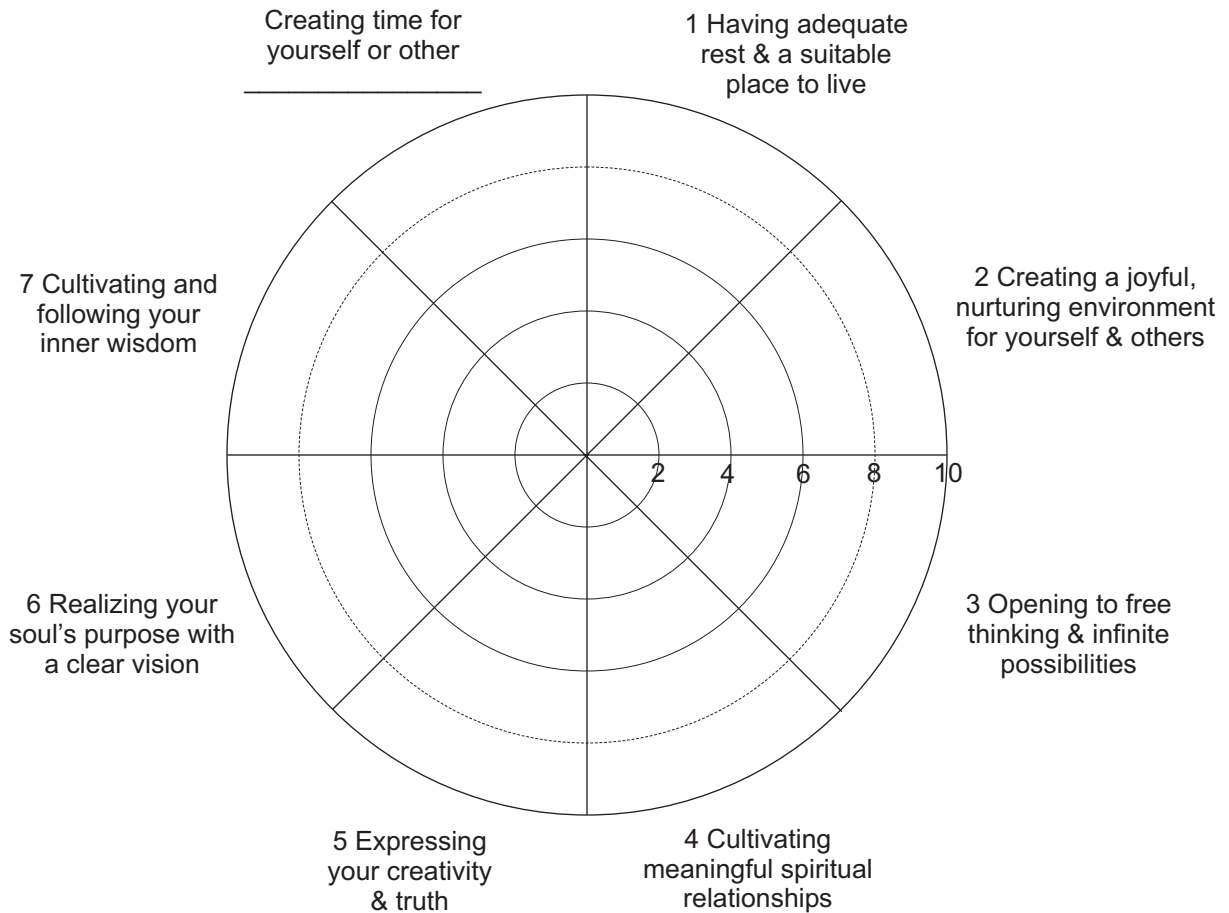 Creating time for
yourself or other
_________________
1 Having adequate
rest & a suitable
place to live
2 Creating a joyful,
nurturing environment
for yourself & others
3 Opening to free
thinking & infinite
possibilities
4 Cultivating
meaningful spiritual
relationships
5 Expressing
your creativity
& truth
6 Realizing your
soul’s purpose with
a clear vision
7 Cultivating and
following your
inner wisdom
2 4 6 8 10